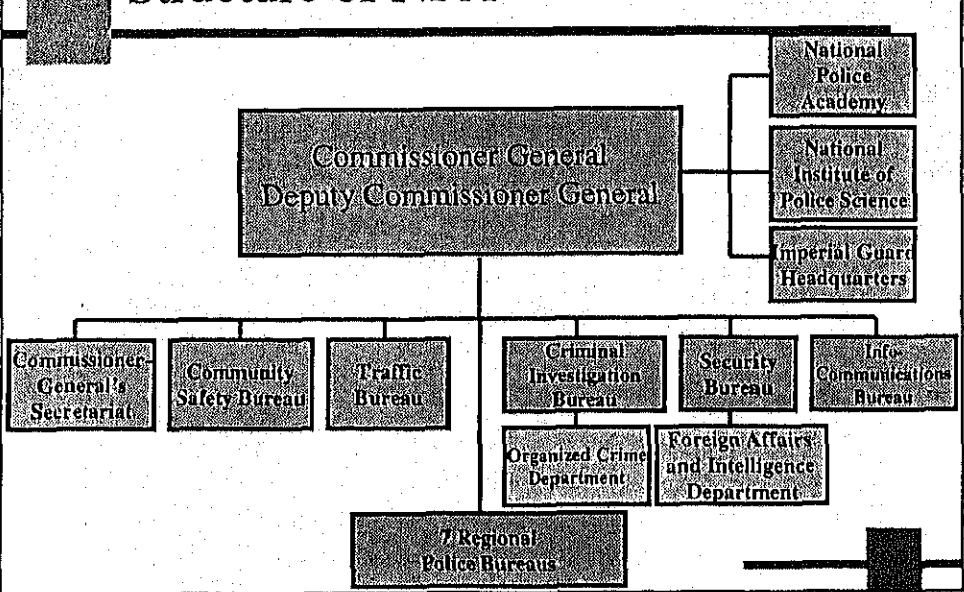 Structure of
Commissioner General
Deputy Commissioner General
National
Police
Academy
National
Institute of
Police Science
Imperial Guard
Headquarters
Commissioner-
General's
Secretariat
Community
Safety Bureau
Traffic
Bureau
Criminal
Investigation
Bureau
Security
Bureau
Info-
Communications
Bureau
Organized Crime
Department
Foreign Affairs
and Intelligence
Department
7 Regional
Police Bureaus